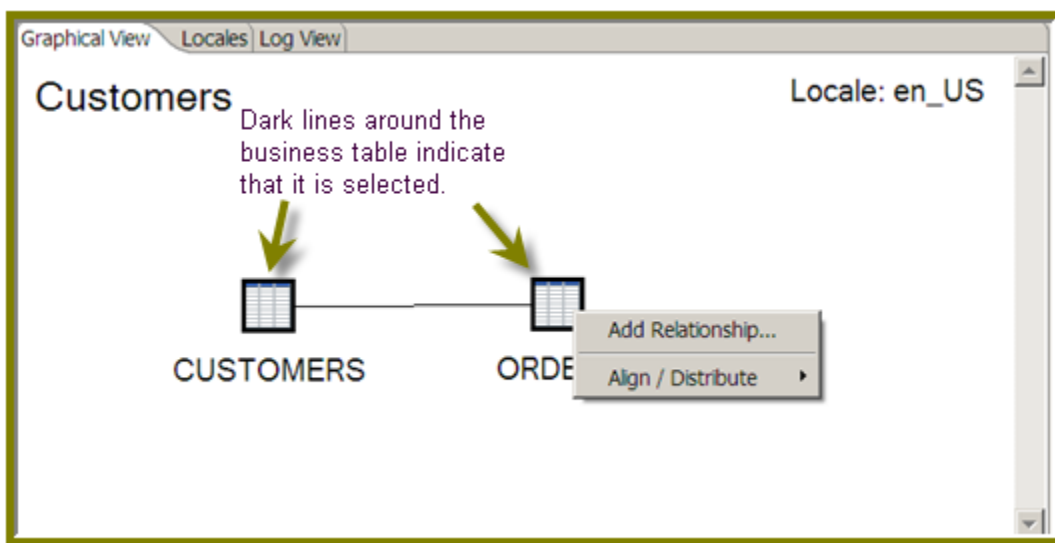 Graphical View Locales Log View
Customers
Locale: en_US
Dark lines around the
business table indicate
that it is selected.
CUSTOMERS
ORDE
Add Relationship...
Align / Distribute